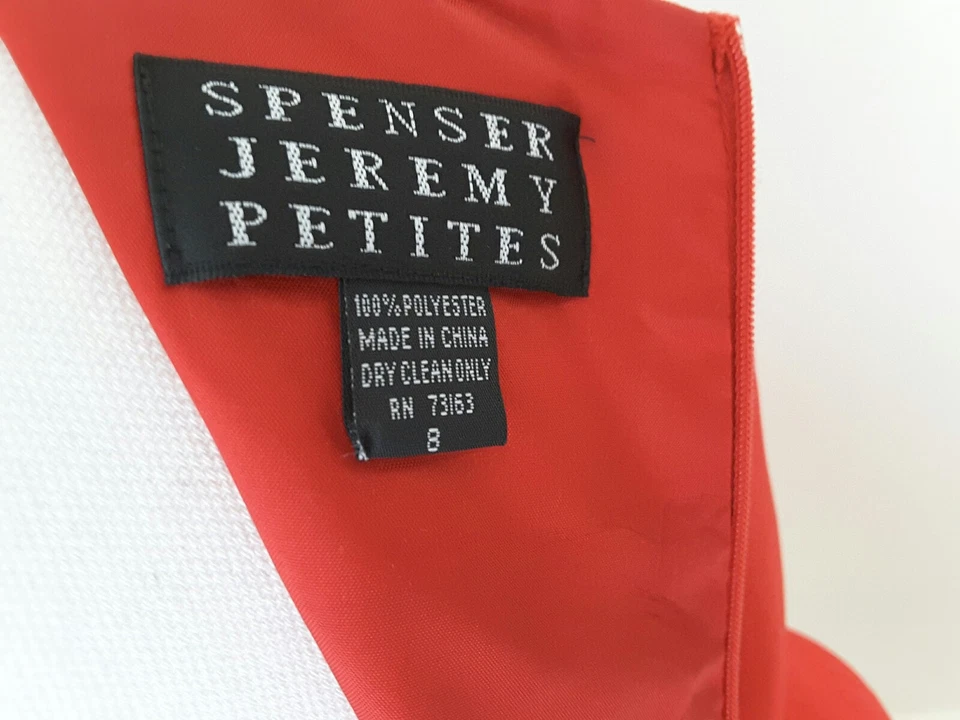 SPENSER
JEREMY
PETITES
100% POLYESTER
MADE IN CHINA
DRY CLEAN ONLY
RN 73163
8